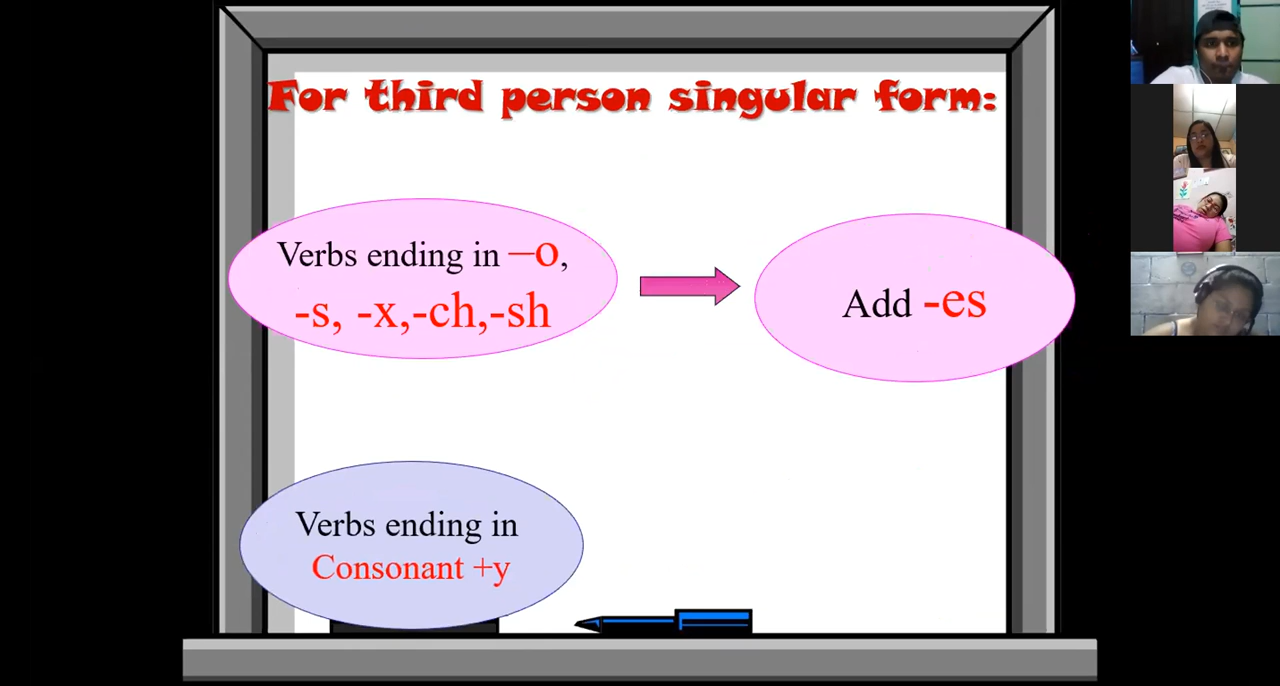 For third person singular form:
Verbs ending in –o,
-s, -x,-ch,-sh
Add -es
Verbs ending in
Consonant +y